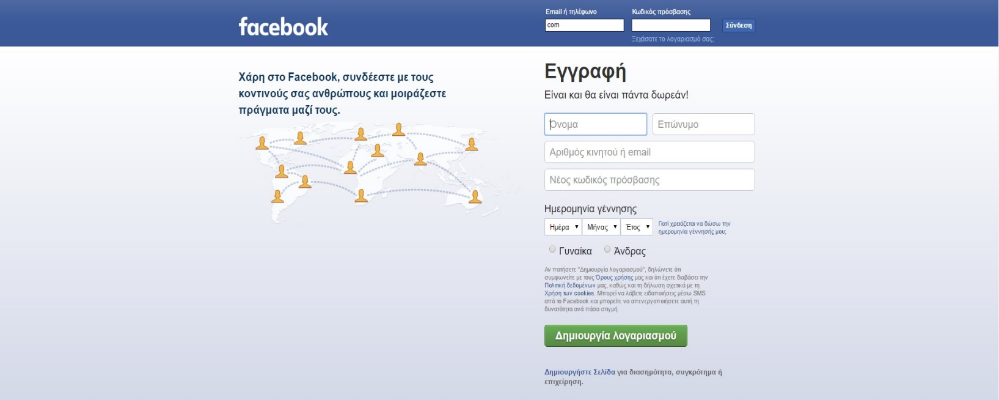 facebook
Email ή τηλέφωνο
Κωδικός πρόσβασης
com
Σύνδεση
Ξεχάσατε το λογαριασμό σας;
Χάρη στο Facebook, συνδέεστε με τους
κοντινούς σας ανθρώπους και μοιράζεστε
πράγματα μαζί τους.
Εγγραφή
Είναι και θα είναι πάντα δωρεάν!
Όνομα
Επώνυμο
Αριθμός κινητού ή email
Νέος κωδικός πρόσβασης
Ημερομηνία γέννησης
Ημέρα
Μήνας
Έτος
Γιατί χρειάζεται να δώσω την
ημερομηνία γέννησής μου;
Γυναίκα
Άνδρας
Αν πατήσετε "Δημιουργία λογαριασμού", δηλώνετε ότι
συμφωνείτε με τους Όρους χρήσης μας και ότι έχετε διαβάσει την
Πολιτική δεδομένων μας, καθώς και τη δήλωση σχετικά με τη
Χρήση των cookies. Μπορεί να λάβετε ειδοποιήσεις μέσω SMS
από το Facebook και μπορείτε να απενεργοποιήσετε αυτή τη
δυνατότητα ανά πάσα στιγμή.
Δημιουργία λογαριασμού
Δημιουργήστε Σελίδα για διασημότητα, συγκρότημα ή
επιχείρηση.